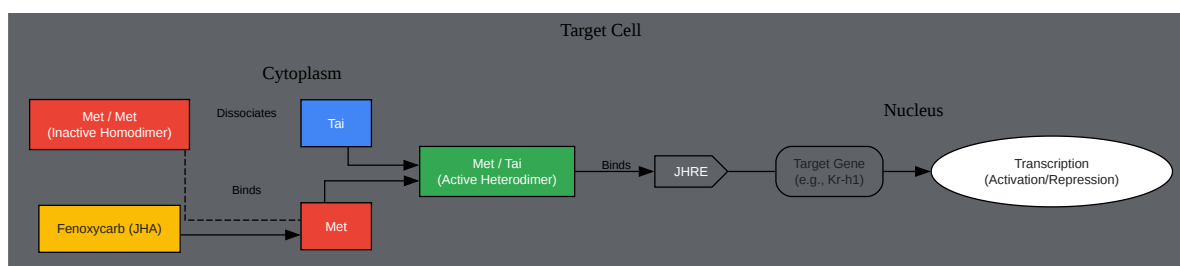 Target Cell
Cytoplasm
Nucleus
Met / Met
(Inactive Homodimer)
Dissociates
Tai
Binds
Fenoxycarb (JHA)
Met
Met / Tai
(Active Heterodimer)
Binds
JHRE
Target Gene
(e.g., Kr-h1)
Transcription
(Activation/Repression)